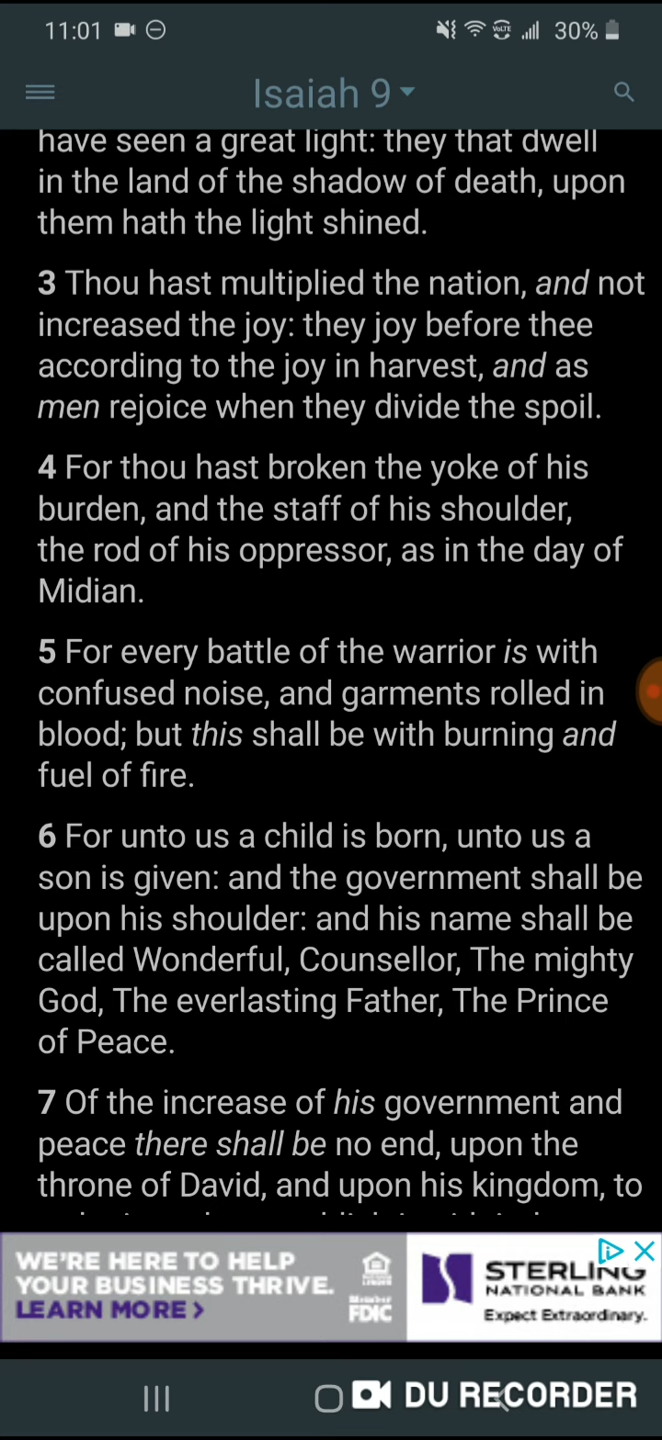 11:01
VoLTE
30%
Isaiah 9
have seen a great light: they that dwell
in the land of the shadow of death, upon
them hath the light shined.
3 Thou hast multiplied the nation, and not
increased the joy: they joy before thee
according to the joy in harvest, and as
men rejoice when they divide the spoil.
4 For thou hast broken the yoke of his
burden, and the staff of his shoulder,
the rod of his oppressor, as in the day of
Midian.
5 For every battle of the warrior is with
confused noise, and garments rolled in
blood; but this shall be with burning and
fuel of fire.
6 For unto us a child is born, unto us a
son is given: and the government shall be
upon his shoulder: and his name shall be
called Wonderful, Counsellor, The mighty
God, The everlasting Father, The Prince
of Peace.
7 Of the increase of his government and
peace there shall be no end, upon the
throne of David, and upon his kingdom, to
WE'RE HERE TO HELP
YOUR BUSINESS THRIVE.
LEARN MORE >
Member
FDIC
STERLING
NATIONAL BANK
Expect Extraordinary.
DU RECORDER